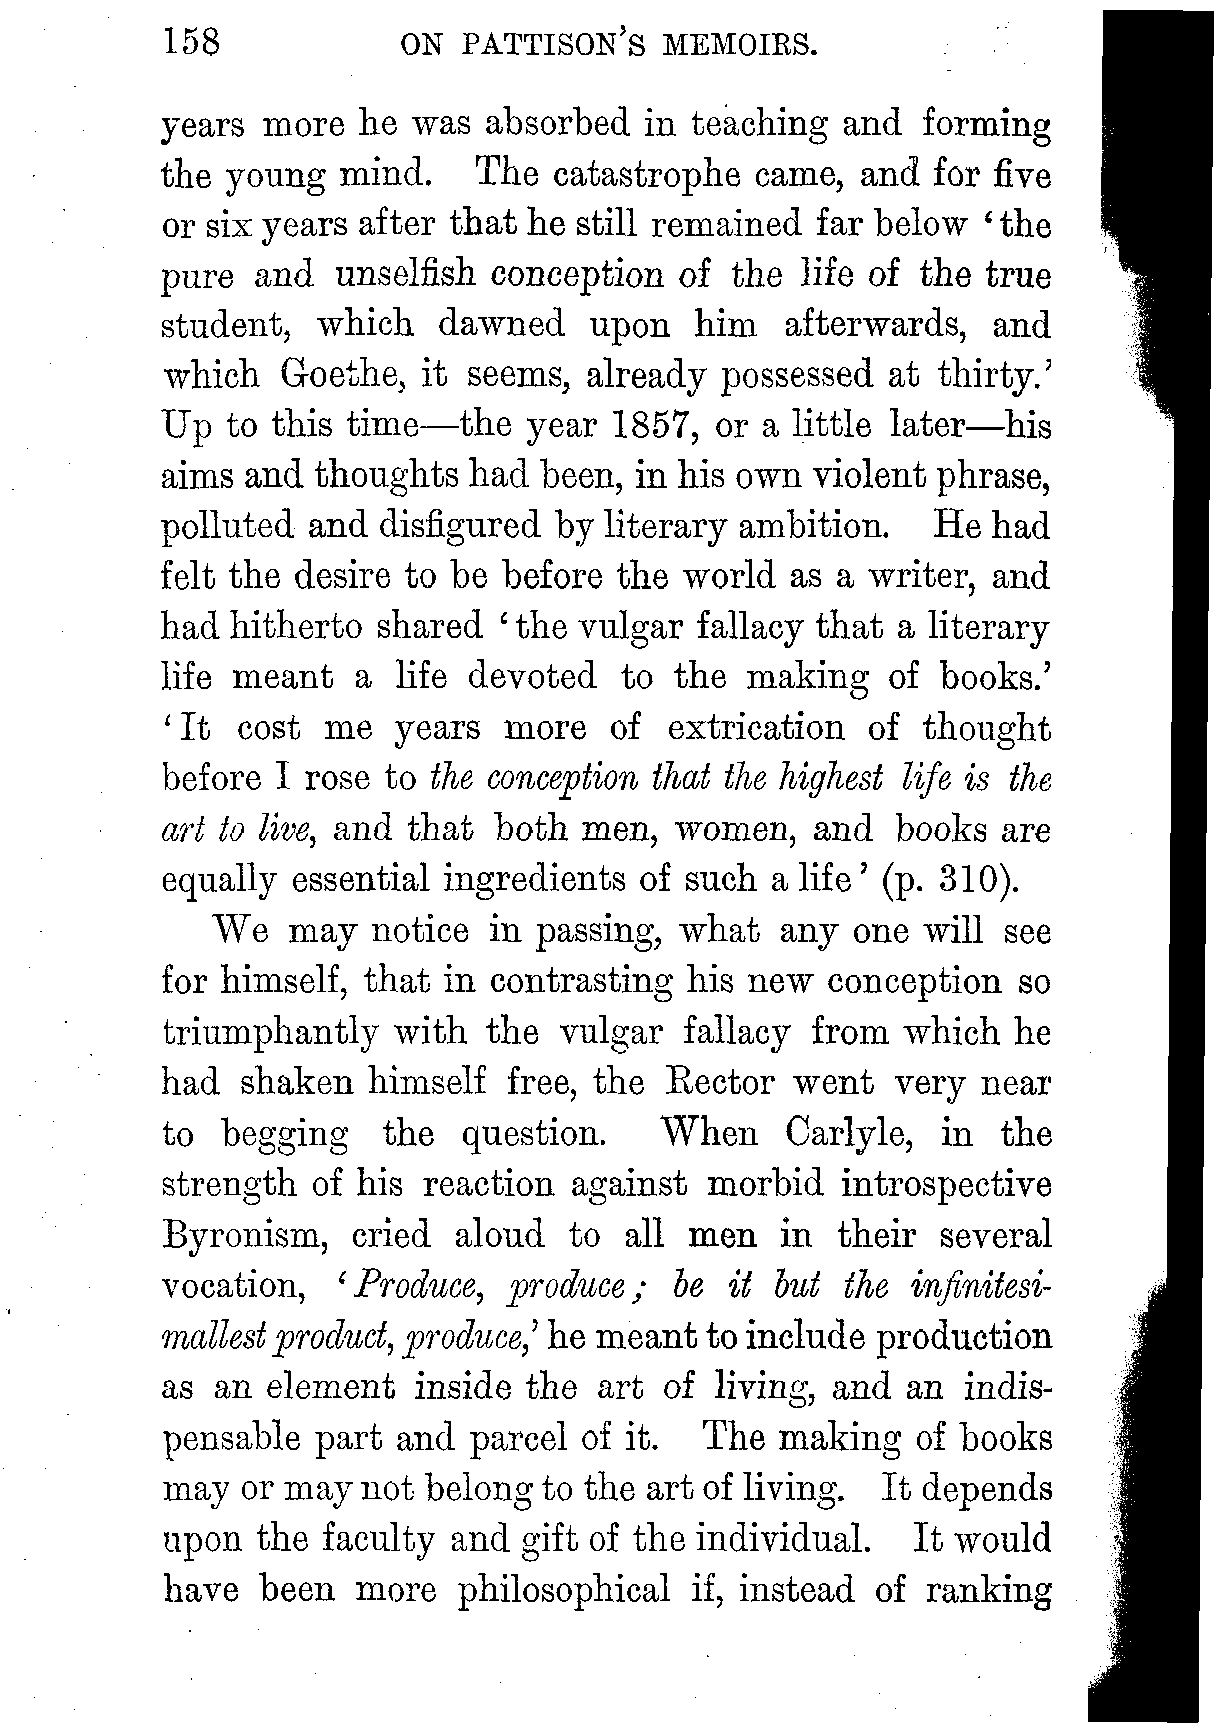 158 ON PATTISON'S MEMOIRS.
years more he was absorbed in teaching and forming
the young mind. The catastrophe came, and for five
or six years after that he still remained far below ‘the
pure and unselfish conception of the life of the true
student, which dawned upon him afterwards, and
which Goethe, it seems, already possessed at thirty.’
Up to this time—the year 1857, or a little later—his
aims and thoughts had been, in his own violent phrase,
polluted and disfigured by literary ambition. He had
felt the desire to be before the world as a writer, and
had hitherto shared ‘the vulgar fallacy that a literary
life meant a life devoted to the making of books.’
‘It cost me years more of extrication of thought
before I rose to the conception that the highest life is the
art to live, and that both men, women, and books are
equally essential ingredients of such a life’ (p. 310).
We may notice in passing, what any one will see
for himself, that in contrasting his new conception so
triumphantly with the vulgar fallacy from which he
had shaken himself free, the Rector went very near
to begging the question. When Carlyle, in the
strength of his reaction against morbid introspective
Byronism, cried aloud to all men in their several
vocation, ‘Produce, produce; be it but the infinitesi-
mallest product, produce,’ he meant to include production
as an element inside the art of living, and an indis-
pensable part and parcel of it. The making of books
may or may not belong to the art of living. It depends
upon the faculty and gift of the individual. It would
have been more philosophical if, instead of ranking